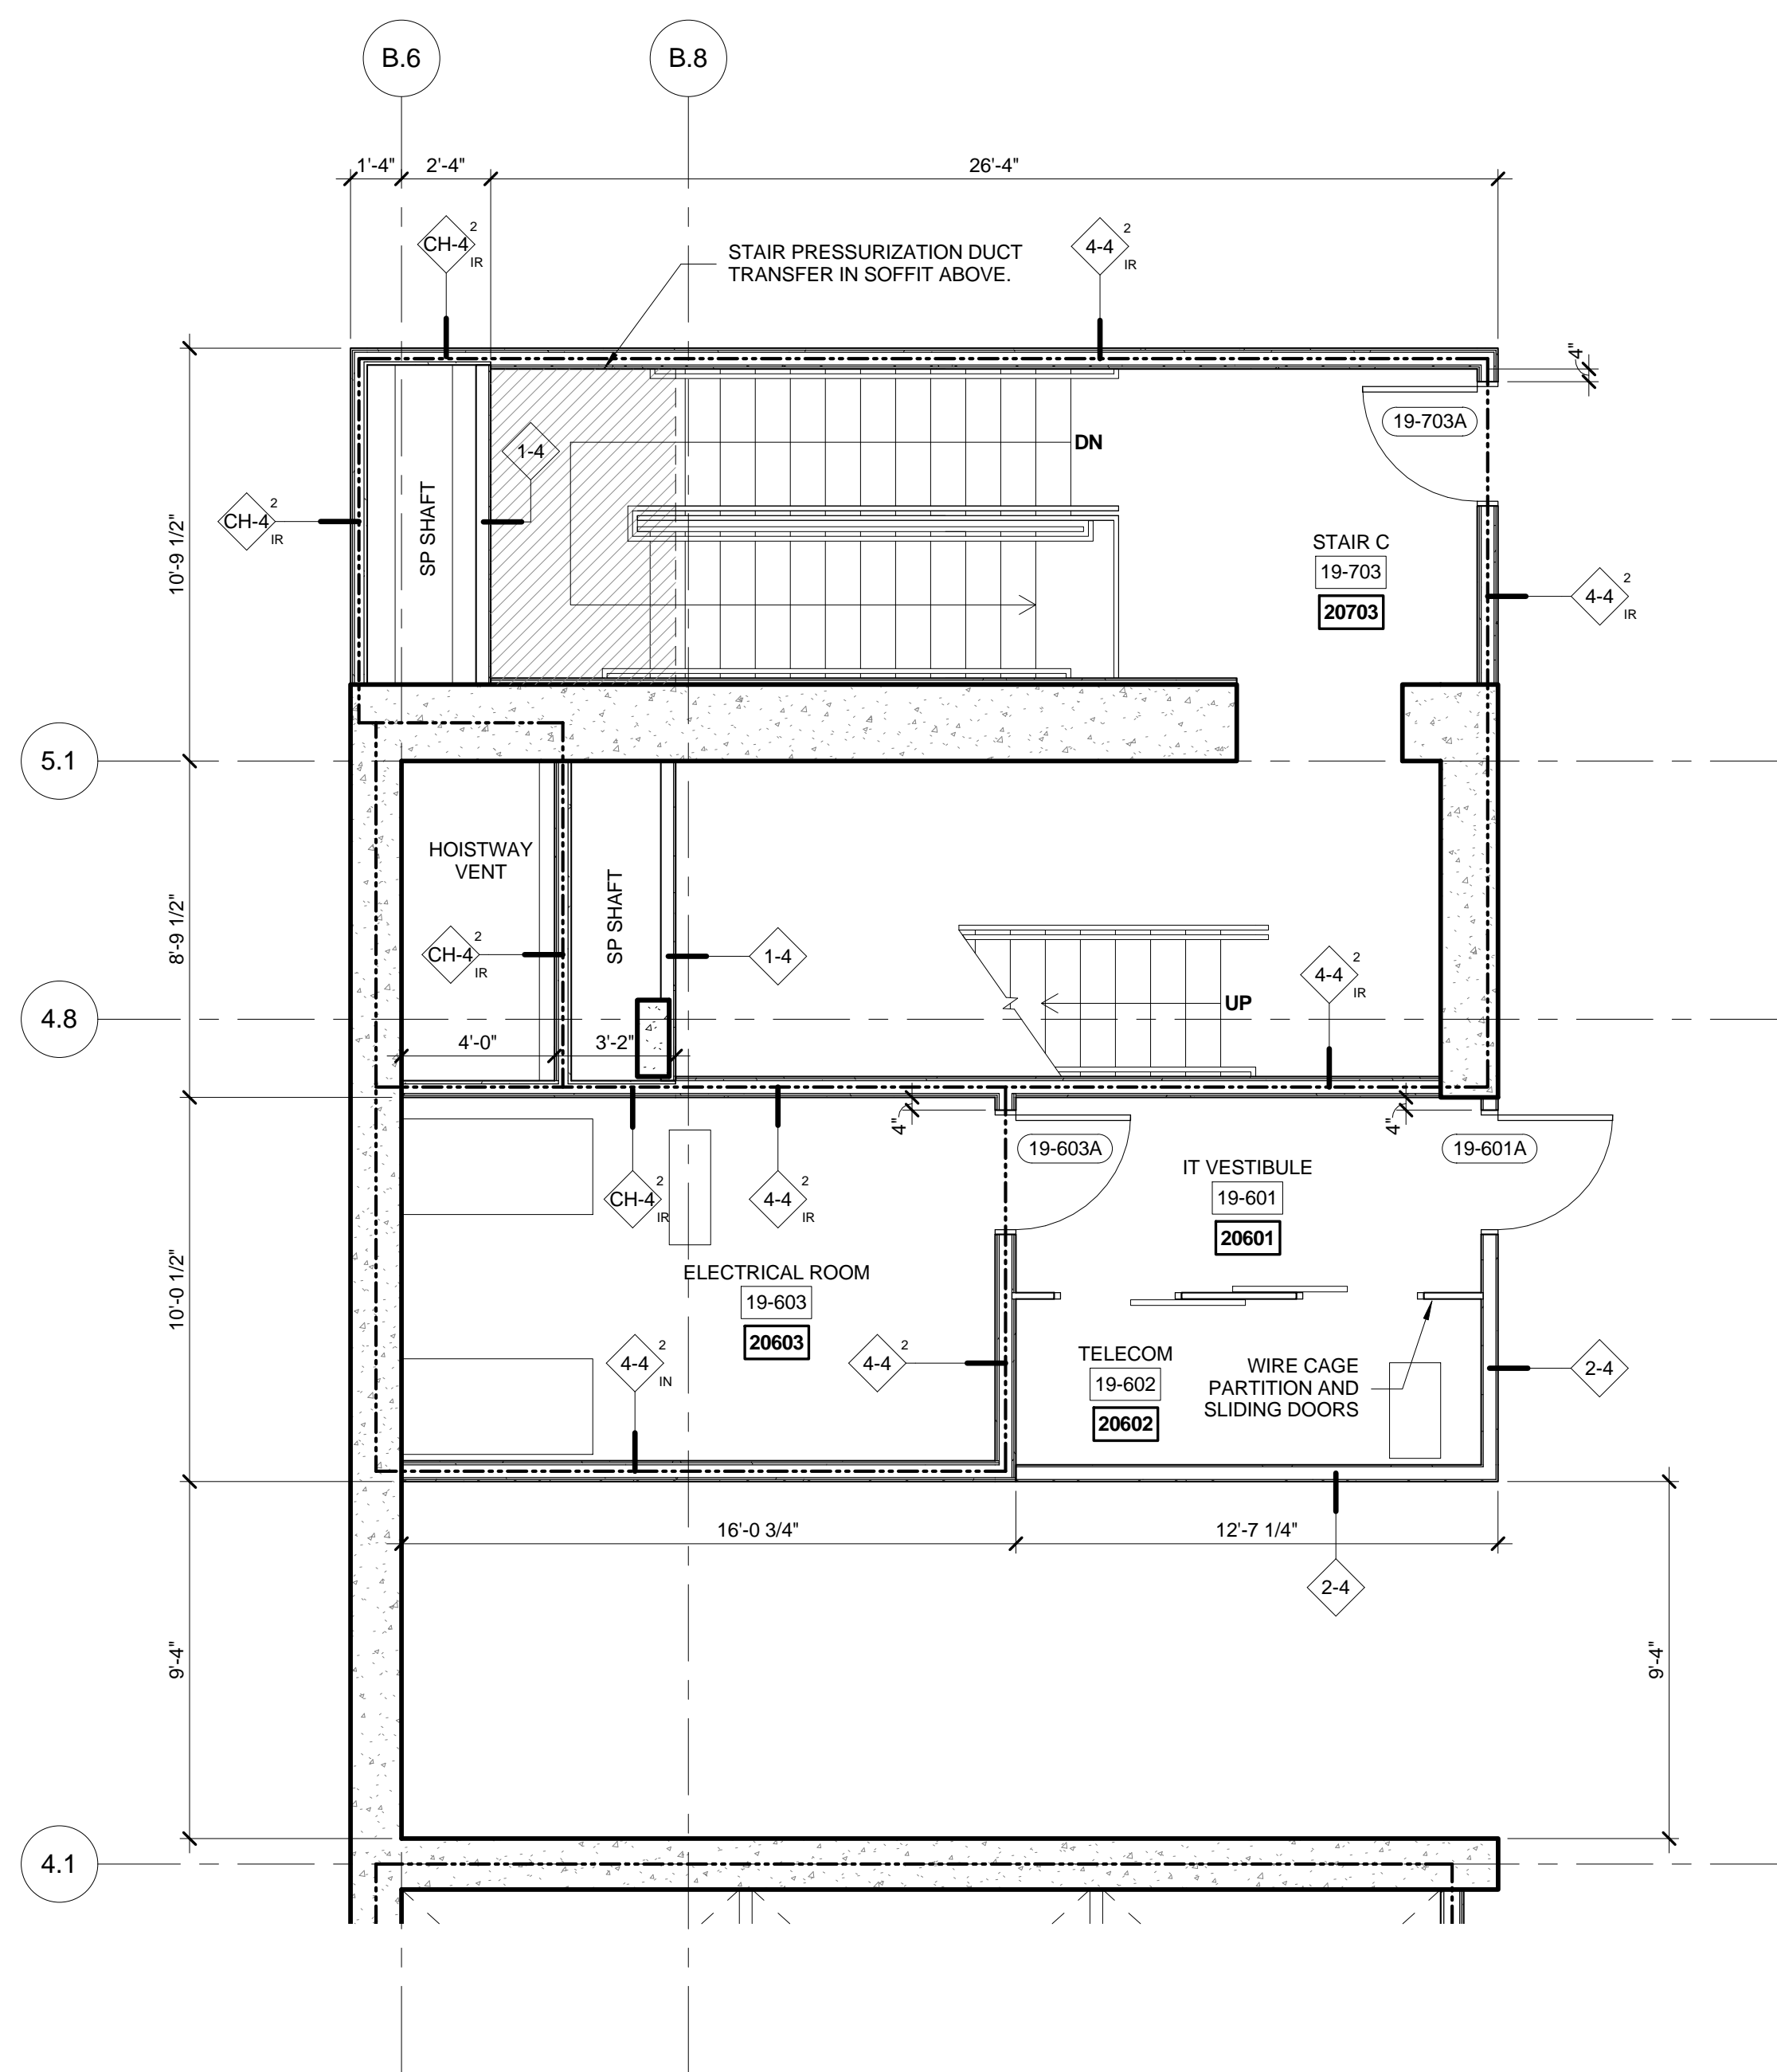 B.6
B.8
1'-4"
2'-4"
26'-4"
CH-4
2
IR
STAIR PRESSURIZATION DUCT
TRANSFER IN SOFFIT ABOVE.
4-4
2
IR
4"
19-703A
DN
1-4
SP SHAFT
CH-4
2
IR
10'-9 1/2"
STAIR C
19-703
20703
4-4
2
IR
5.1
HOISTWAY
VENT
SP SHAFT
8'-9 1/2"
CH-4
2
IR
1-4
4-4
2
IR
UP
4.8
4'-0"
3'-2"
4"
4"
19-603A
19-601A
CH-4
2
IR
4-4
2
IR
IT VESTIBULE
19-601
20601
10'-0 1/2"
ELECTRICAL ROOM
19-603
20603
4-4
2
IN
4-4
2
TELECOM
19-602
20602
WIRE CAGE
PARTITION AND
SLIDING DOORS
2-4
16'-0 3/4"
12'-7 1/4"
2-4
9'-4"
9'-4"
4.1